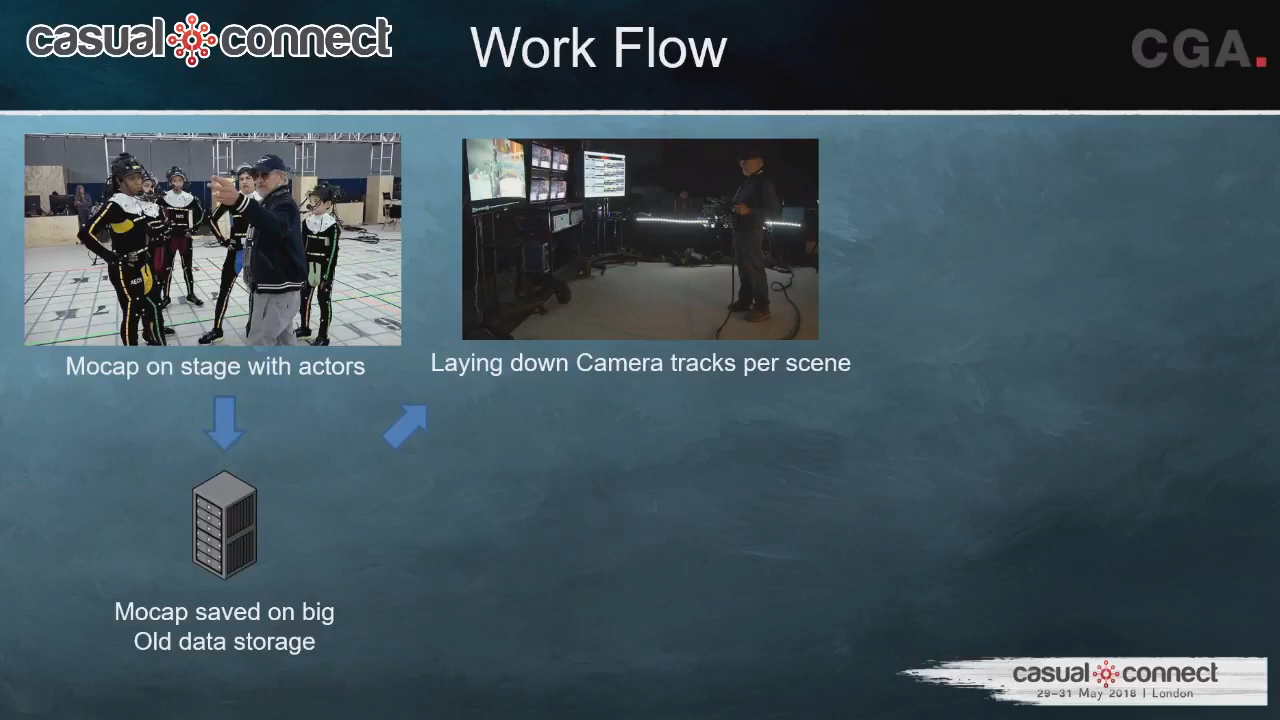 casual connect
Work Flow
CGA.
Mocap on stage with actors
Laying down Camera tracks per scene
Mocap saved on big
Old data storage
casual connect
29-31 May 2018 | London